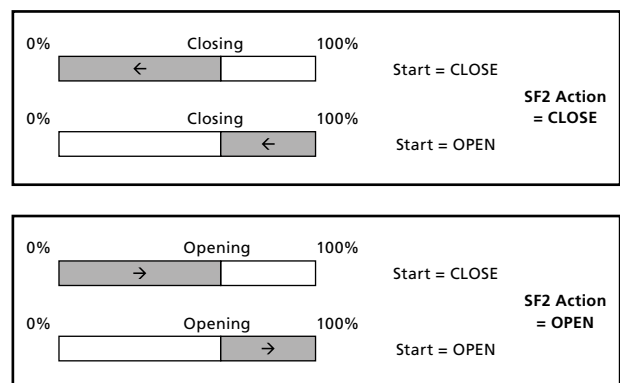 0% Closing 100%
← Start = CLOSE
SF2 Action
= CLOSE
0% Closing 100%
← Start = OPEN
0% Opening 100%
→ Start = CLOSE
SF2 Action
= OPEN
0% Opening 100%
→ Start = OPEN